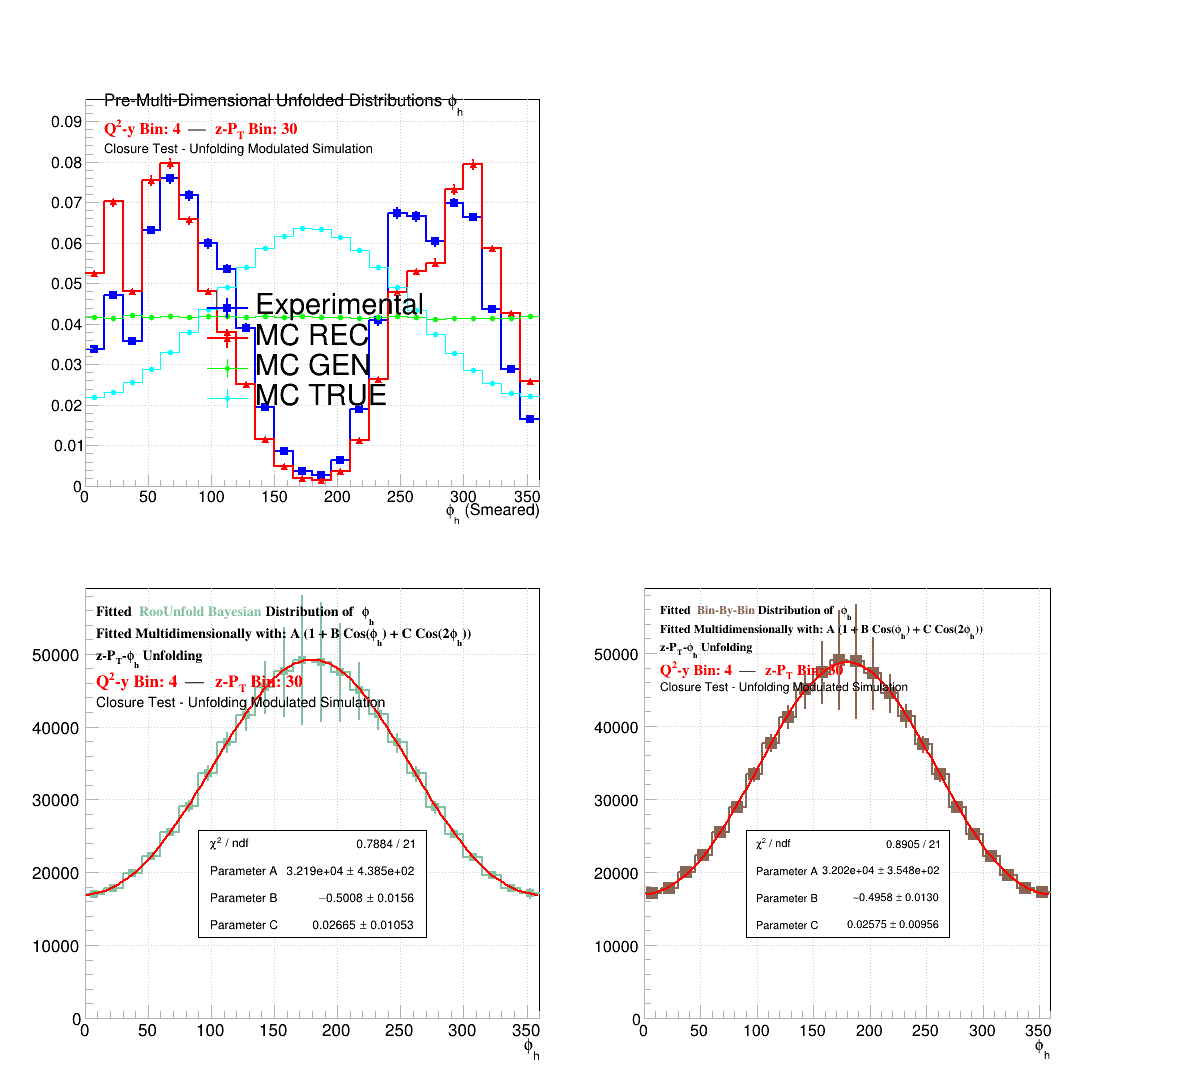 Pre-Multi-Dimensional Unfolded Distributions ϕh
Q²-y Bin: 4 — z-PT Bin: 30
Closure Test - Unfolding Modulated Simulation
0.09
0.08
0.07
0.06
0.05
0.04
0.03
0.02
0.01
0
Experimental
MC REC
MC GEN
MC TRUE
0 50 100 150 200 250 300 350
ϕh (Smeared)
Fitted RooUnfold Bayesian Distribution of ϕh
Fitted Multidimensionally with: A (1 + B Cos(ϕh) + C Cos(2ϕh))
z-PT-ϕh Unfolding
Q²-y Bin: 4 — z-PT Bin: 30
Closure Test - Unfolding Modulated Simulation
50000
40000
30000
20000
10000
0
χ² / ndf 0.7884 / 21
Parameter A 3.219e+04 ± 4.385e+02
Parameter B −0.5008 ± 0.0156
Parameter C 0.02665 ± 0.01053
0 50 100 150 200 250 300 350
ϕh
Fitted Bin-By-Bin Distribution of ϕh
Fitted Multidimensionally with: A (1 + B Cos(ϕh) + C Cos(2ϕh))
z-PT-ϕh Unfolding
Q²-y Bin: 4 — z-PT Bin: 30
Closure Test - Unfolding Modulated Simulation
50000
40000
30000
20000
10000
0
χ² / ndf 0.8905 / 21
Parameter A 3.202e+04 ± 3.548e+02
Parameter B −0.4958 ± 0.0130
Parameter C 0.02575 ± 0.00956
0 50 100 150 200 250 300 350
ϕh